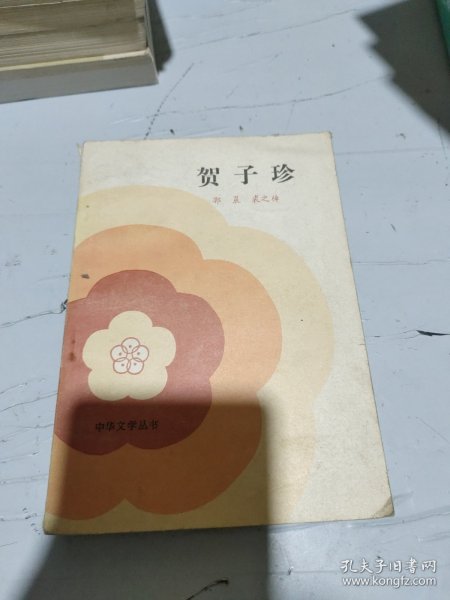 贺子珍
郭晨 裘之倬
中华文学丛书
孔夫子旧书网
www.kongfz.com